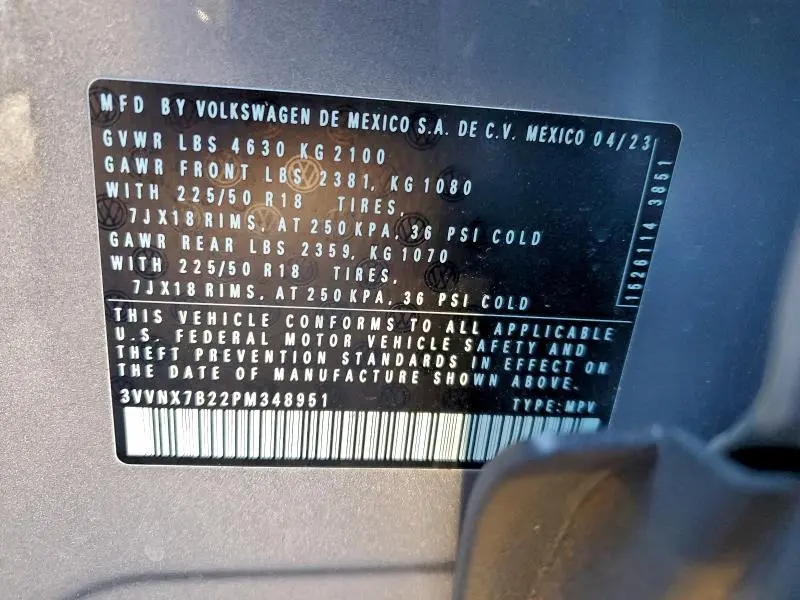 MFD BY VOLKSWAGEN DE MEXICO S.A. DE C.V. MEXICO 04/23
GVWR LBS 4630 KG 2100
GAWR FRONT LBS 2381, KG 1080
WITH 225/50 R18 TIRES,
7JX18 RIMS, AT 250 KPA, 36 PSI COLD
GAWR REAR LBS 2359, KG 1070
WITH 225/50 R18 TIRES,
7JX18 RIMS, AT 250 KPA, 36 PSI COLD
1526114 3851
THIS VEHICLE CONFORMS TO ALL APPLICABLE
U.S. FEDERAL MOTOR VEHICLE SAFETY AND
THEFT PREVENTION STANDARDS IN EFFECT ON
THE DATE OF MANUFACTURE SHOWN ABOVE.
3VVNX7B22PM348951 TYPE: MPV